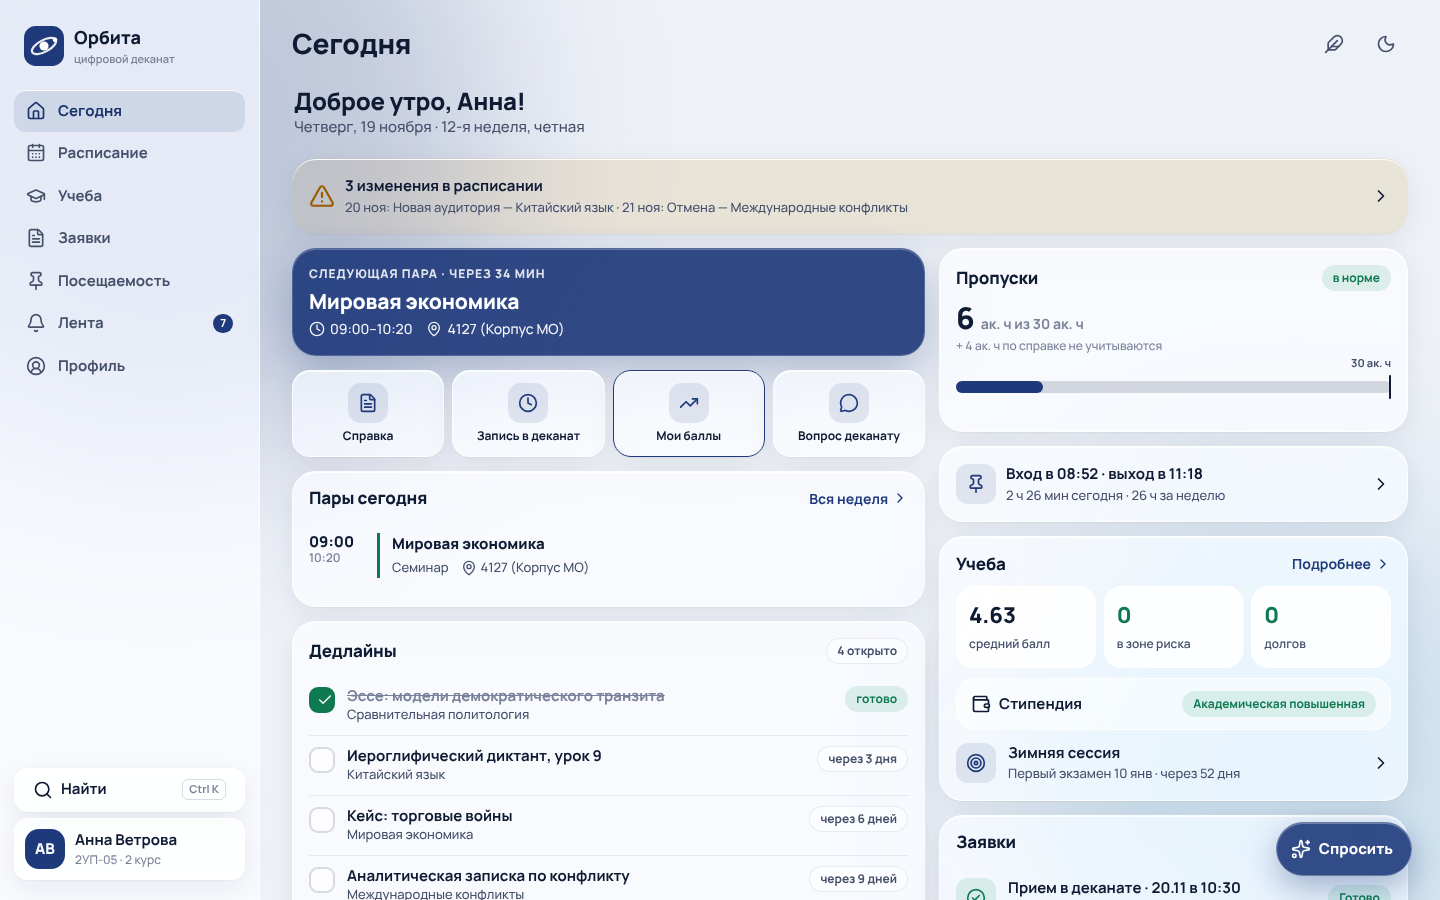 Орбита
цифровой деканат
Сегодня
Расписание
Учеба
Заявки
Посещаемость
Лента
7
Профиль
Найти
Ctrl K
АВ
Анна Ветрова
2УП-05 · 2 курс
Сегодня
Доброе утро, Анна!
Четверг, 19 ноября · 12-я неделя, четная
3 изменения в расписании
20 ноя: Новая аудитория — Китайский язык · 21 ноя: Отмена — Международные конфликты
СЛЕДУЮЩАЯ ПАРА · ЧЕРЕЗ 34 МИН
Мировая экономика
09:00–10:20 4127 (Корпус МО)
Справка
Запись в деканат
Мои баллы
Вопрос деканату
Пары сегодня
Вся неделя
09:00
10:20
Мировая экономика
Семинар 4127 (Корпус МО)
Дедлайны
4 открыто
Эссе: модели демократического транзита
Сравнительная политология
готово
Иероглифический диктант, урок 9
Китайский язык
через 3 дня
Кейс: торговые войны
Мировая экономика
через 6 дней
Аналитическая записка по конфликту
Международные конфликты
через 9 дней
Пропуски
в норме
6 ак. ч из 30 ак. ч
+ 4 ак. ч по справке не учитываются
30 ак. ч
Вход в 08:52 · выход в 11:18
2 ч 26 мин сегодня · 26 ч за неделю
Учеба
Подробнее
4.63
средний балл
0
в зоне риска
0
долгов
Стипендия
Академическая повышенная
Зимняя сессия
Первый экзамен 10 янв · через 52 дня
Заявки
Прием в деканате · 20.11 в 10:30
Готово
Спросить